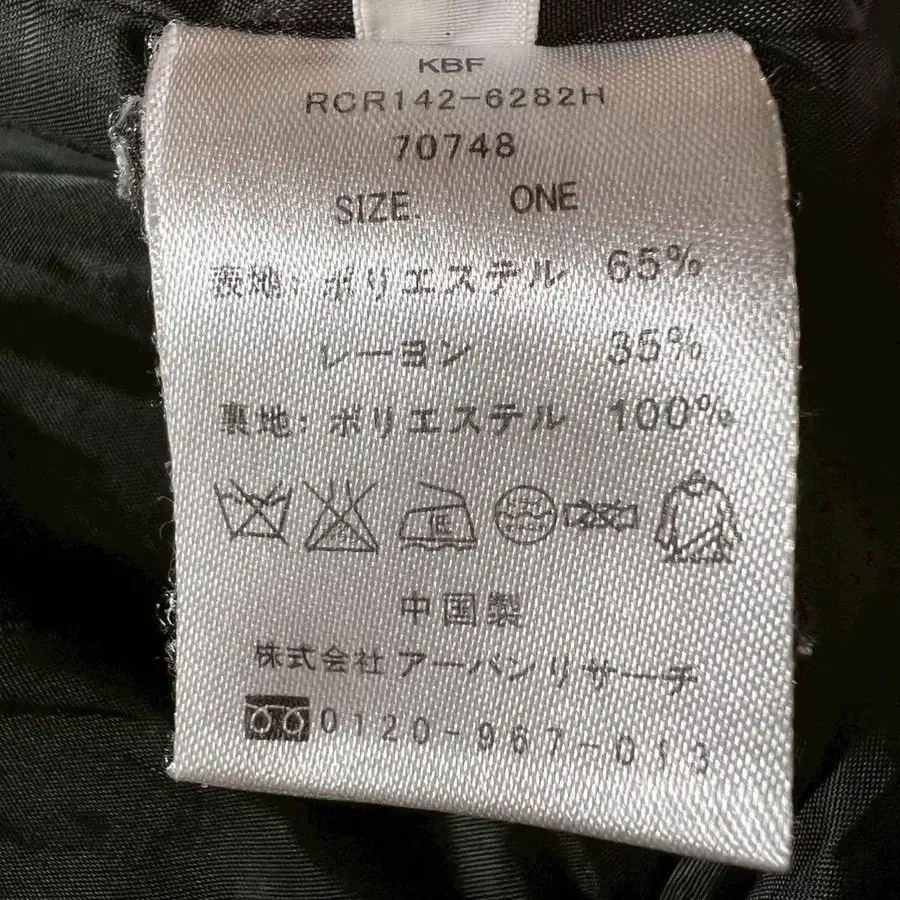 KBF
RCR142-6282H
70748
SIZE. ONE
表地: ポリエステル 65%
レーヨン 35%
裏地: ポリエステル 100%
中国製
株式会社 アーバンリサーチ
0120-967-013